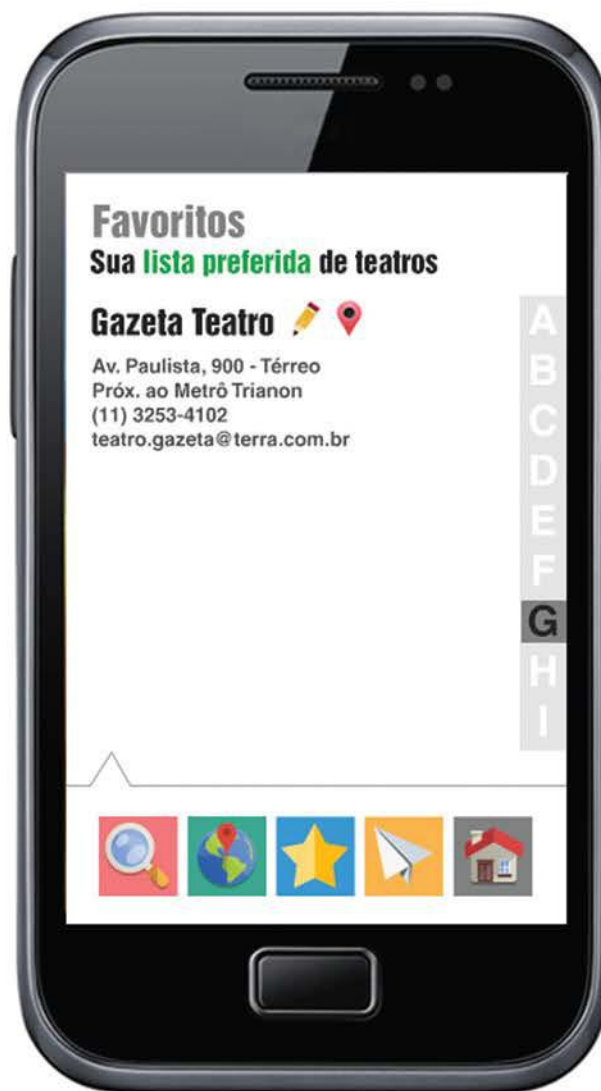 Favoritos
Sua lista preferida de teatros
Gazeta Teatro
Av. Paulista, 900 - Térreo
Próx. ao Metrô Trianon
(11) 3253-4102
teatro.gazeta@terra.com.br
A
B
C
D
E
F
G
H
I